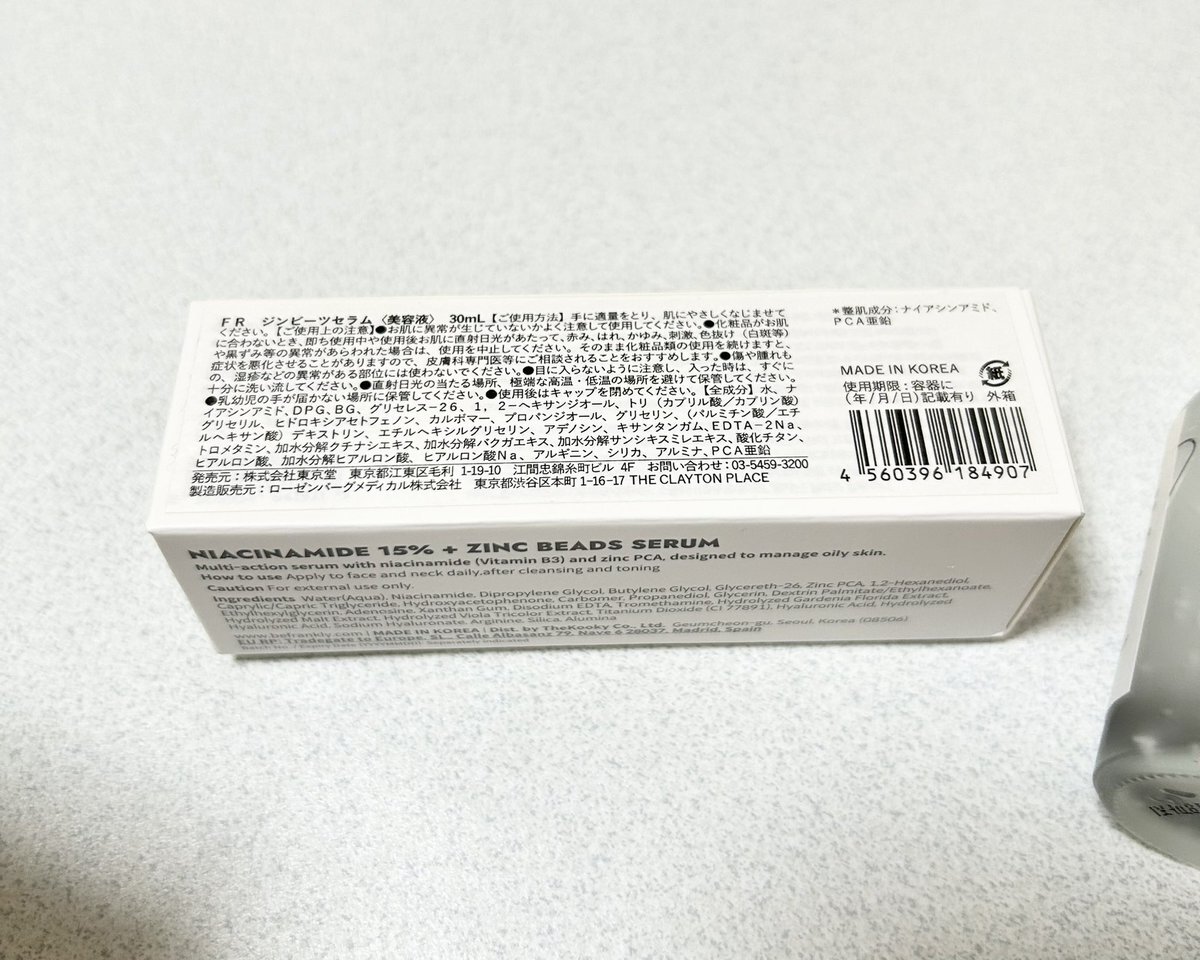 FR ジンビーツセラム〈美容液〉 30mL【ご使用方法】手に適量をとり、肌にやさしくなじませて
ください。【ご使用上の注意】●お肌に異常が生じていないかよく注意して使用してください。●化粧品がお肌
に合わないとき、即ち使用中や使用後お肌に直射日光があたって、赤み、はれ、かゆみ、刺激、色抜け(白斑等)
や黒ずみ等の異常があらわれた場合は、使用を中止してください。そのまま化粧品類の使用を続けますと、
症状を悪化させることがありますので、皮膚科専門医等にご相談されることをおすすめします。●傷や腫れも
の、湿疹などの異常がある部位には使わないでください。●目に入らないように注意し、入った時は、すぐに
十分に洗い流してください。●直射日光の当たる場所、極端な高温・低温の場所を避けて保管してください。
●乳幼児の手が届かない場所に保管してください。●使用後はキャップを閉めてください。【全成分】水、ナ
イアシンアミド、DPG、BG、グリセレス-26、1,2-ヘキサンジオール、トリ(カプリル酸/カプリン酸)
グリセリル、ヒドロキシアセトフェノン、カルボマー、プロパンジオール、グリセリン、(パルミチン酸/エチ
ルヘキサン酸)デキストリン、エチルヘキシルグリセリン、アデノシン、キサンタンガム、EDTA-2Na、
トロメタミン、加水分解クチナシエキス、加水分解バクガエキス、加水分解サンシキスミレエキス、酸化チタン、
ヒアルロン酸、加水分解ヒアルロン酸、ヒアルロン酸Na、アルギニン、シリカ、アルミナ、PCA亜鉛
発売元:株式会社東京堂 東京都江東区毛利 1-19-10 江間忠錦糸町ビル 4F お問い合わせ:03-5459-3200
製造販売元:ローゼンバーグメディカル株式会社 東京都渋谷区本町1-16-17 THE CLAYTON PLACE
*整肌成分:ナイアシンアミド、
PCA亜鉛
MADE IN KOREA
使用期限:容器に
(年/月/日)記載有り
紙
外箱
4 560396 184907
NIACINAMIDE 15% + ZINC BEADS SERUM
Multi-action serum with niacinamide (Vitamin B3) and zinc PCA, designed to manage oily skin.
How to use Apply to face and neck daily.after cleansing and toning
Caution For external use only.
Ingredients Water(Aqua), Niacinamide, Dipropylene Glycol, Butylene Glycol, Glycereth-26, Zinc PCA, 1.2-Hexanediol,
Caprylic/Capric Triglyceride, Hydroxyacetophenone, Carbomer, Propanediol, Glycerin, Dextrin Palmitate/Ethylhexanoate,
Ethylhexylglycerin, Adenosine, Xanthan Gum, Disodium EDTA, Tromethamine, Hydrolyzed Gardenia Florida Extract,
Hydrolyzed Malt Extract, Hydrolyzed Viola Tricolor Extract, Titanium Dioxide (CI 77891), Hyaluronic Acid, Hydrolyzed
Hyaluronic Acid, Sodium Hyaluronate, Arginine, Silica, Alumina
www.beframly.com | MADE IN KOREA | Dist. by TheKooky Co., Ltd. Geumcheon-gu, Seoul, Korea (08506)
EU RP. Tradegate to Europe, SL. Calle Albasanz 79, Nave 6 28037. Madrid, Spain
Batch No. / Expiry Date (YYYYMMDD): Separately indicated